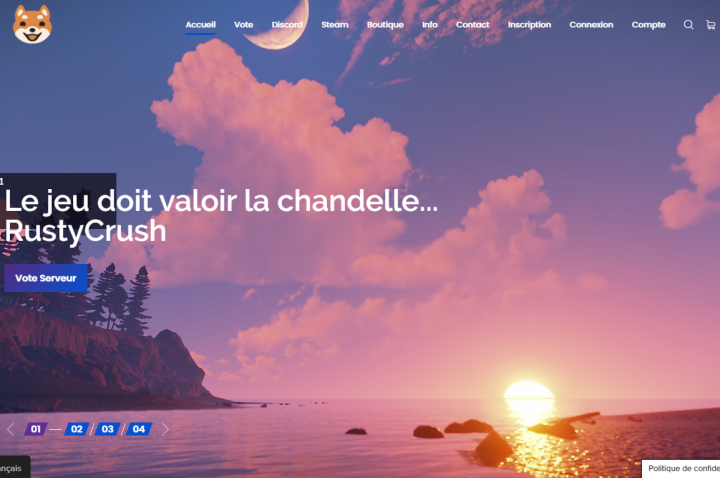 Accueil Vote Discord Steam Boutique Info Contact Inscription Connexion Compte
1
Le jeu doit valoir la chandelle...
RustyCrush
Vote Serveur
01 02 03 04
nçais
Politique de confide